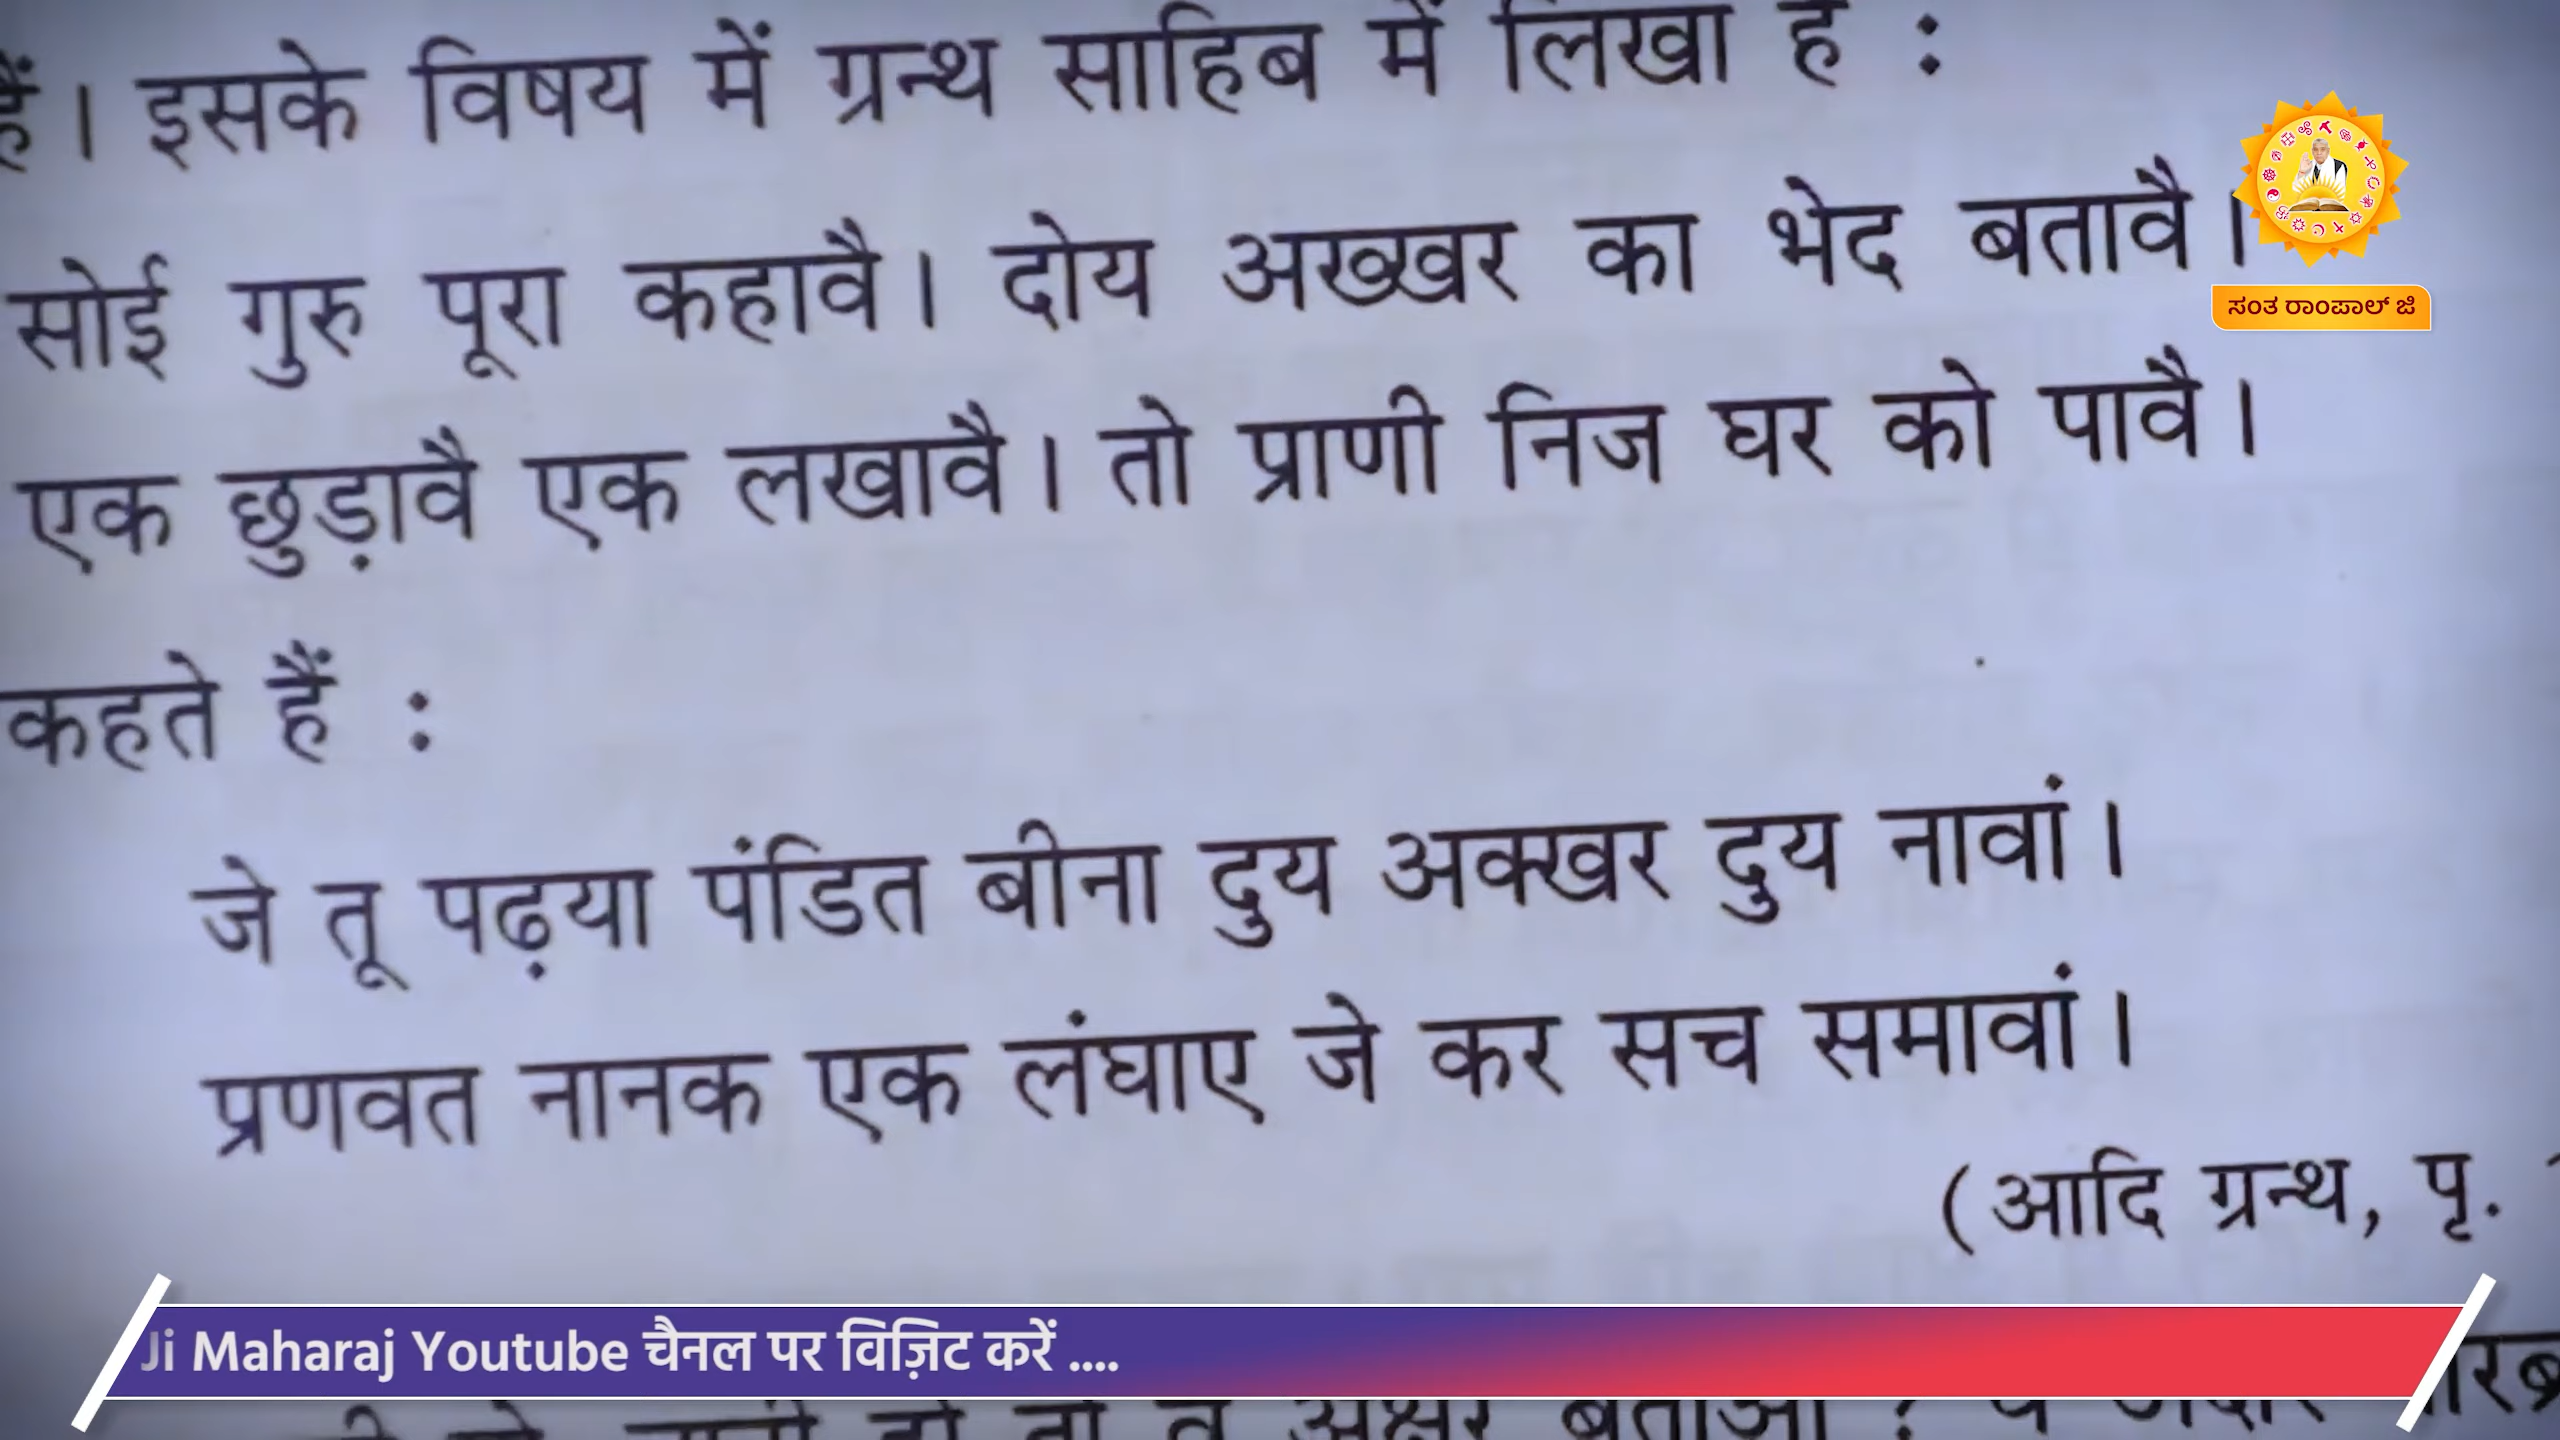 हैं । इसके विषय में ग्रन्थ साहिब में लिखा है :
सोई गुरु पूरा कहावै । दोय अख्खर का भेद बतावै ।
ಸಂತ ರಾಂಪಾಲ್ ಜಿ
एक छुड़ावै एक लखावै । तो प्राणी निज घर को पावै ।
कहते हैं :
जे तू पढ़या पंडित बीना दुय अक्खर दुय नावां ।
प्रणवत नानक एक लंघाए जे कर सच समावां ।
(आदि ग्रन्थ, पृ.
Ji Maharaj Youtube चैनल पर विज़िट करें ....